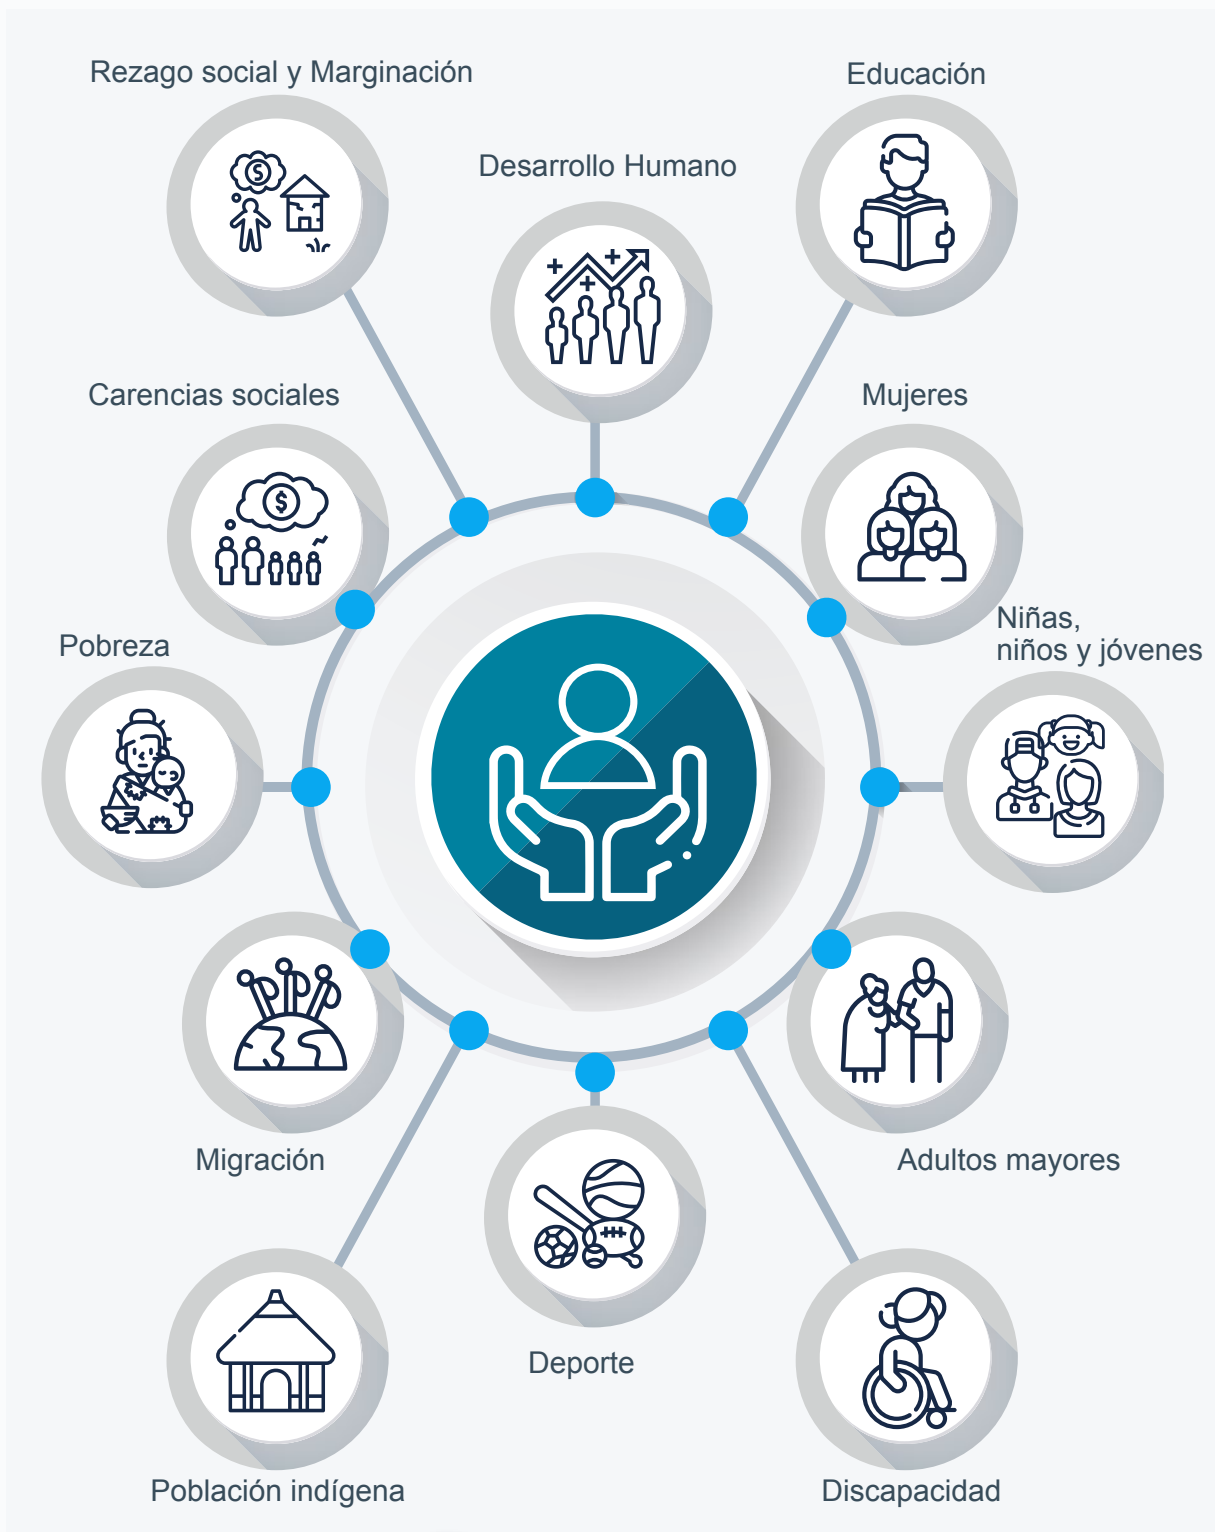 Rezago social y Marginación
Educación
Desarrollo Humano
Carencias sociales
Mujeres
Niñas,
niños y jóvenes
Pobreza
Migración
Adultos mayores
Deporte
Población indígena
Discapacidad